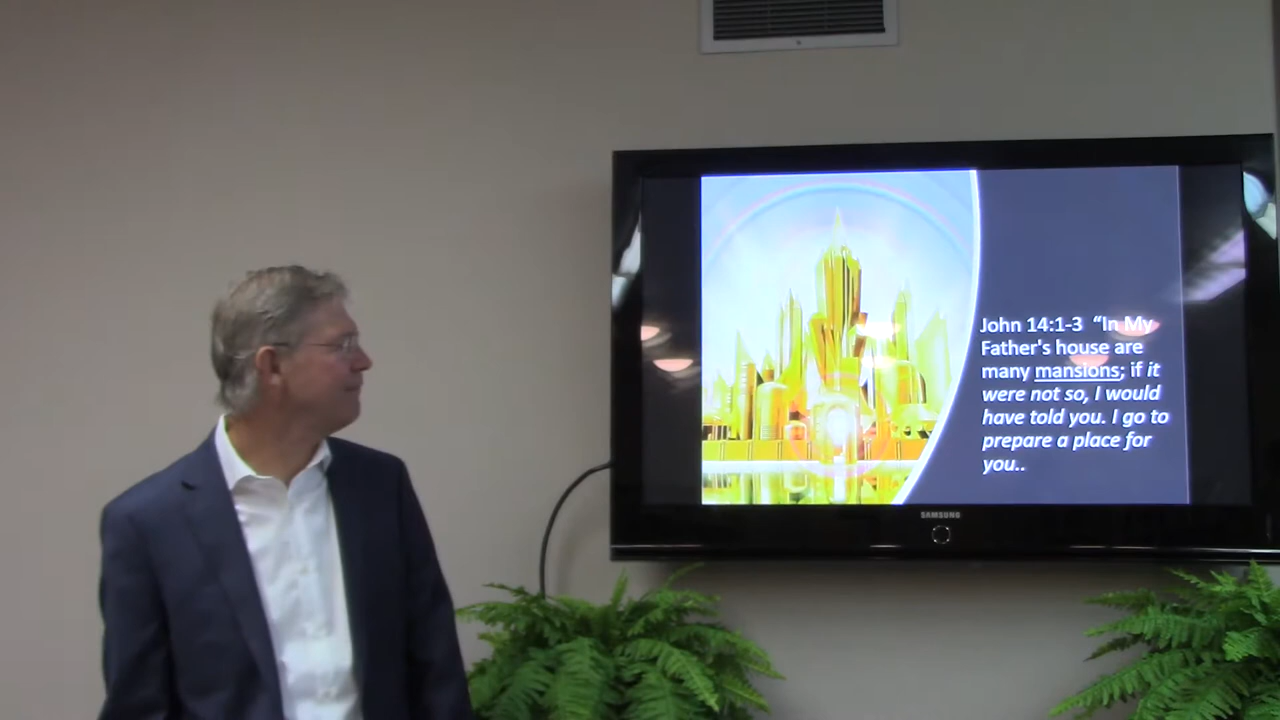 John 14:1-3 “In My
Father's house are
many mansions; if it
were not so, I would
have told you. I go to
prepare a place for
you..
SAMSUNG